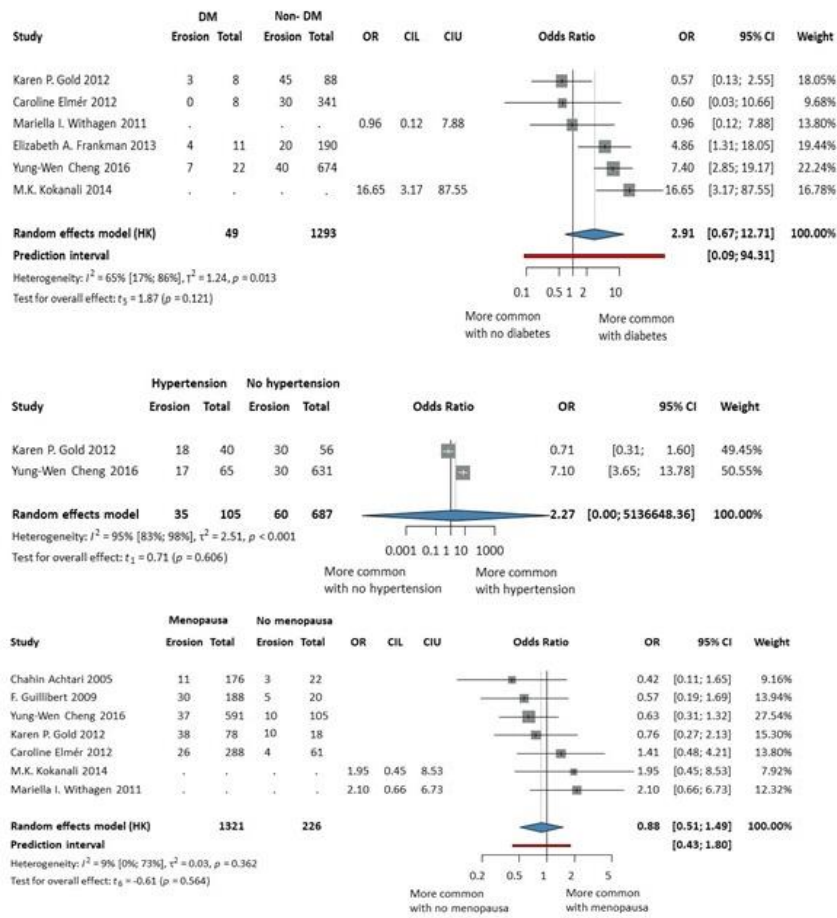 DM Non- DM
Study Erosion Total Erosion Total OR CIL CIU Odds Ratio OR 95% CI Weight
Karen P. Gold 2012 3 8 45 88 0.57 [0.13; 2.55] 18.05%
Caroline Elmér 2012 0 8 30 341 0.60 [0.03; 10.66] 9.68%
Mariella I. Withagen 2011 . . . . 0.96 0.12 7.88 0.96 [0.12; 7.88] 13.80%
Elizabeth A. Frankman 2013 4 11 20 190 4.86 [1.31; 18.05] 19.44%
Yung-Wen Cheng 2016 7 22 40 674 7.40 [2.85; 19.17] 22.24%
M.K. Kokanali 2014 . . . . 16.65 3.17 87.55 16.65 [3.17; 87.55] 16.78%
Random effects model (HK) 49 1293 2.91 [0.67; 12.71] 100.00%
Prediction interval [0.09; 94.31]
Heterogeneity: I² = 65% [17%; 86%], τ² = 1.24, p = 0.013
Test for overall effect: t₅ = 1.87 (p = 0.121)
0.1 0.5 1 2 10
More common with no diabetes
More common with diabetes
Hypertension No hypertension
Study Erosion Total Erosion Total Odds Ratio OR 95% CI Weight
Karen P. Gold 2012 18 40 30 56 0.71 [0.31; 1.60] 49.45%
Yung-Wen Cheng 2016 17 65 30 631 7.10 [3.65; 13.78] 50.55%
Random effects model 35 105 60 687 2.27 [0.00; 5136648.36] 100.00%
Heterogeneity: I² = 95% [83%; 98%], τ² = 2.51, p < 0.001
Test for overall effect: t₁ = 0.71 (p = 0.606)
0.001 0.1 1 10 1000
More common with no hypertension
More common with hypertension
Menopausa No menopausa
Study Erosion Total Erosion Total OR CIL CIU Odds Ratio OR 95% CI Weight
Chahin Achtari 2005 11 176 3 22 0.42 [0.11; 1.65] 9.16%
F. Guillibert 2009 30 188 5 20 0.57 [0.19; 1.69] 13.94%
Yung-Wen Cheng 2016 37 591 10 105 0.63 [0.31; 1.32] 27.54%
Karen P. Gold 2012 38 78 10 18 0.76 [0.27; 2.13] 15.30%
Caroline Elmér 2012 26 288 4 61 1.41 [0.48; 4.21] 13.80%
M.K. Kokanali 2014 . . . . 1.95 0.45 8.53 1.95 [0.45; 8.53] 7.92%
Mariella I. Withagen 2011 . . . . 2.10 0.66 6.73 2.10 [0.66; 6.73] 12.32%
Random effects model (HK) 1321 226 0.88 [0.51; 1.49] 100.00%
Prediction interval [0.43; 1.80]
Heterogeneity: I² = 9% [0%; 73%], τ² = 0.03, p = 0.362
Test for overall effect: t₆ = -0.61 (p = 0.564)
0.2 0.5 1 2 5
More common with no menopausa
More common with menopausa